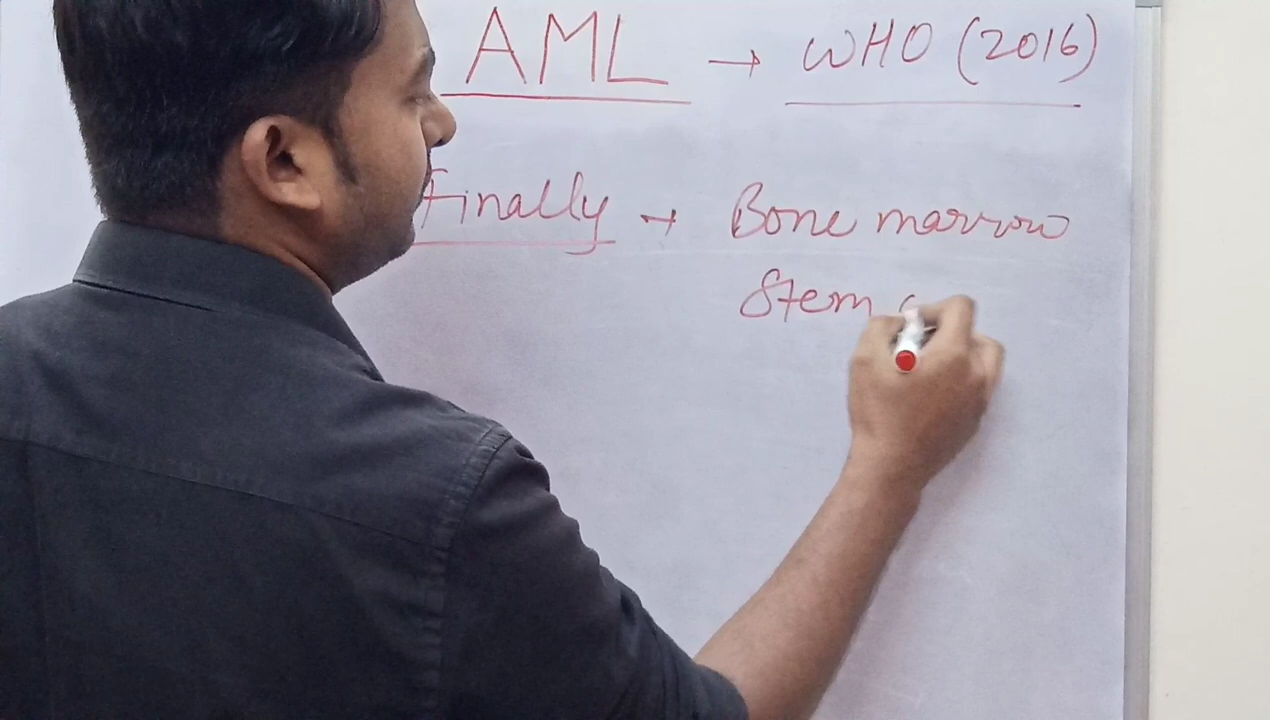 AML → WHO (2016)
Finally → Bone marrow
Stem